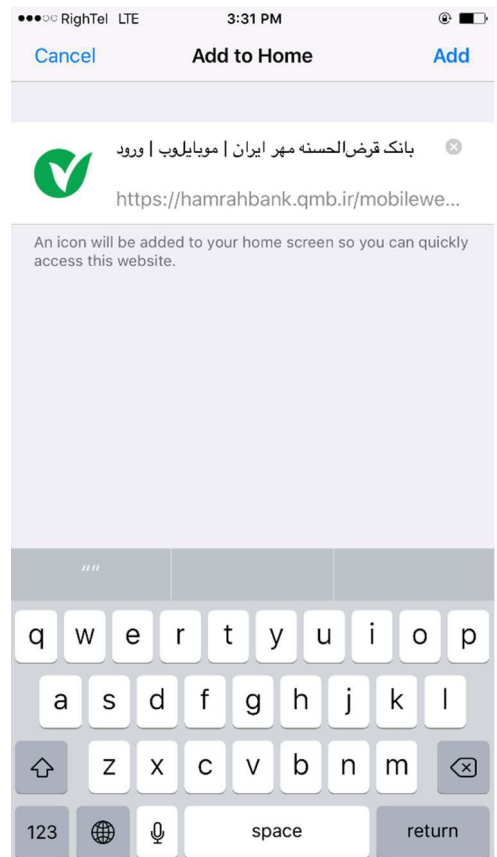 RighTel LTE 3:31 PM
Cancel Add to Home Add
بانک قرض‌الحسنه مهر ایران | موبایل‌وب | ورود
https://hamrahbank.qmb.ir/mobilewe...
An icon will be added to your home screen so you can quickly
access this website.
“”
q w e r t y u i o p
a s d f g h j k l
z x c v b n m
123 space return